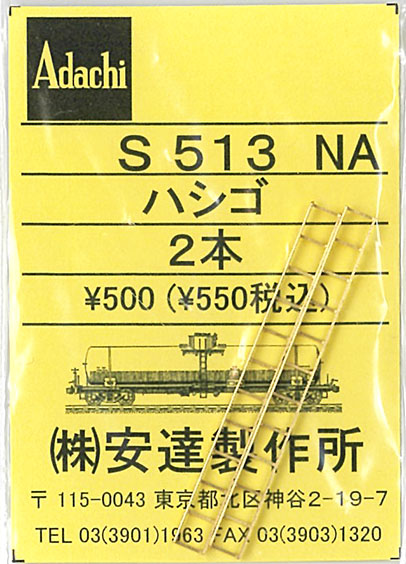 Adachi
S 513 NA
ハシゴ
2本
¥500 (¥550税込)
(株)安達製作所
〒 115-0043 東京都北区神谷2-19-7
TEL 03(3901)1963 FAX 03(3903)1320